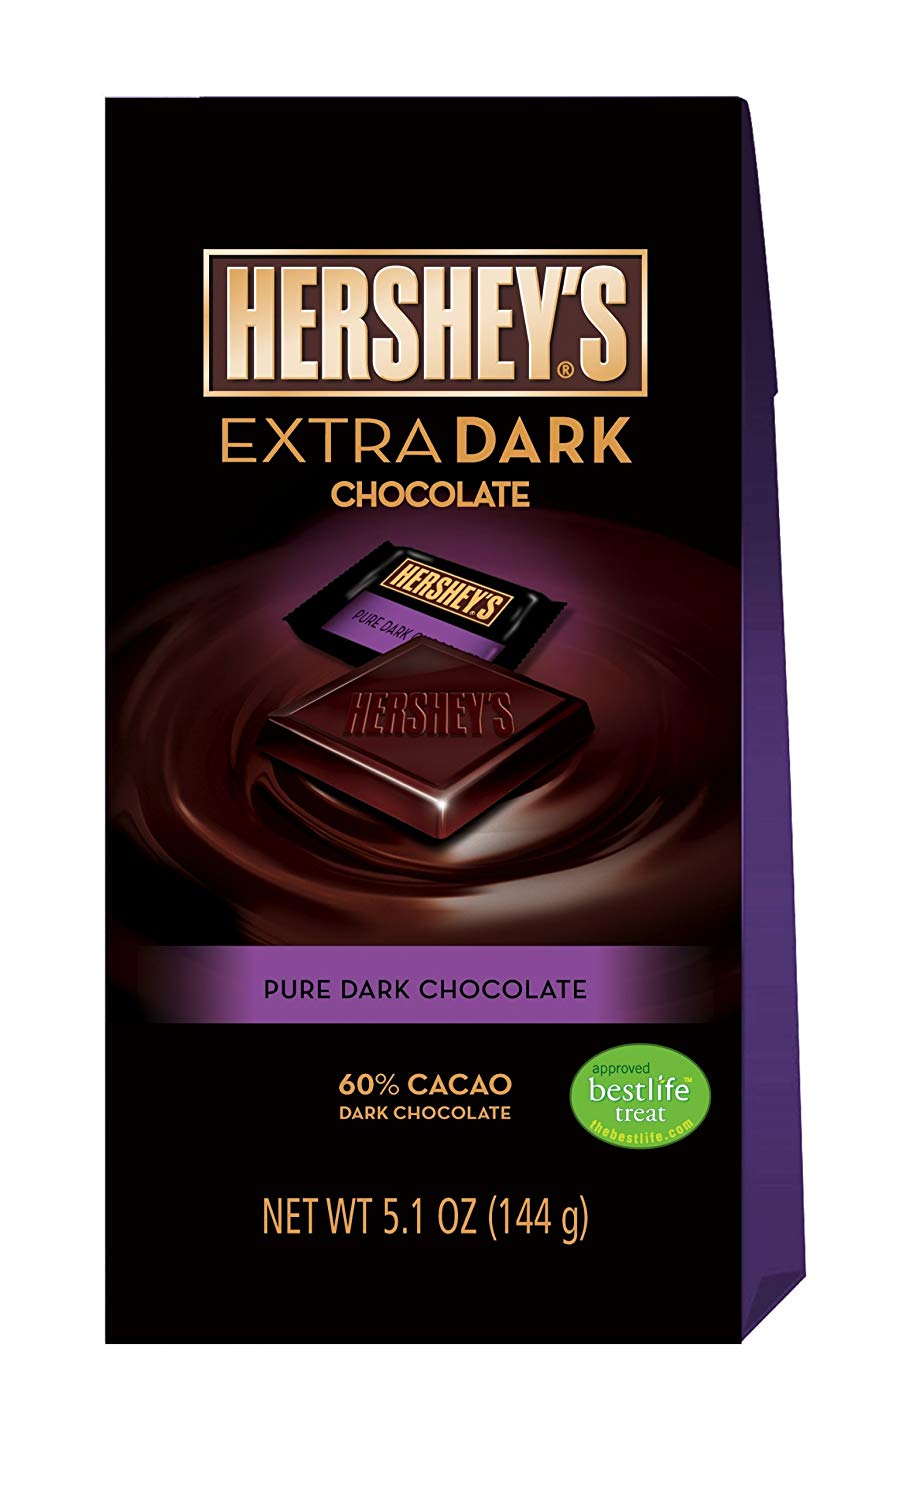 HERSHEY'S®
EXTRA DARK
CHOCOLATE
HERSHEY'S
PURE DARK
HERSHEY'S
PURE DARK CHOCOLATE
60% CACAO
DARK CHOCOLATE
approved
bestlife™
treat
thebestlife.com
NET WT 5.1 OZ (144 g)